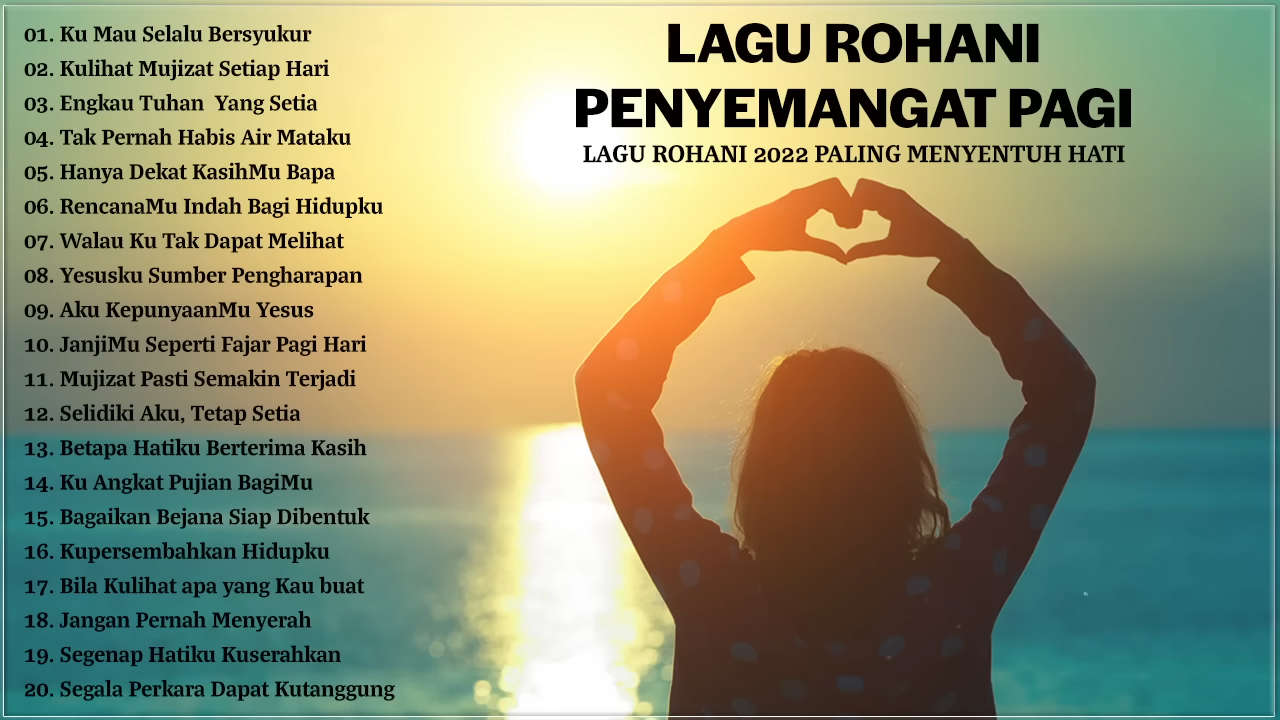 01. Ku Mau Selalu Bersyukur
02. Kulihat Mujizat Setiap Hari
03. Engkau Tuhan  Yang Setia
04. Tak Pernah Habis Air Mataku
05. Hanya Dekat KasihMu Bapa
06. RencanaMu Indah Bagi Hidupku
07. Walau Ku Tak Dapat Melihat
08. Yesusku Sumber Pengharapan
09. Aku KepunyaanMu Yesus
10. JanjiMu Seperti Fajar Pagi Hari
11. Mujizat Pasti Semakin Terjadi
12. Selidiki Aku, Tetap Setia
13. Betapa Hatiku Berterima Kasih
14. Ku Angkat Pujian BagiMu
15. Bagaikan Bejana Siap Dibentuk
16. Kupersembahkan Hidupku
17. Bila Kulihat apa yang Kau buat
18. Jangan Pernah Menyerah
19. Segenap Hatiku Kuserahkan
20. Segala Perkara Dapat Kutanggung
LAGU ROHANI
PENYEMANGAT PAGI
LAGU ROHANI 2022 PALING MENYENTUH HATI